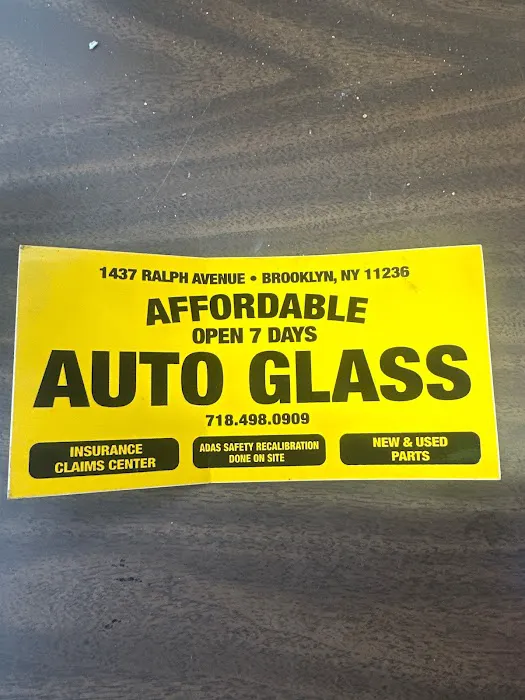 1437 RALPH AVENUE • BROOKLYN, NY 11236
AFFORDABLE
OPEN 7 DAYS
AUTO GLASS
718.498.0909
INSURANCE
CLAIMS CENTER
ADAS SAFETY RECALIBRATION
DONE ON SITE
NEW & USED
PARTS